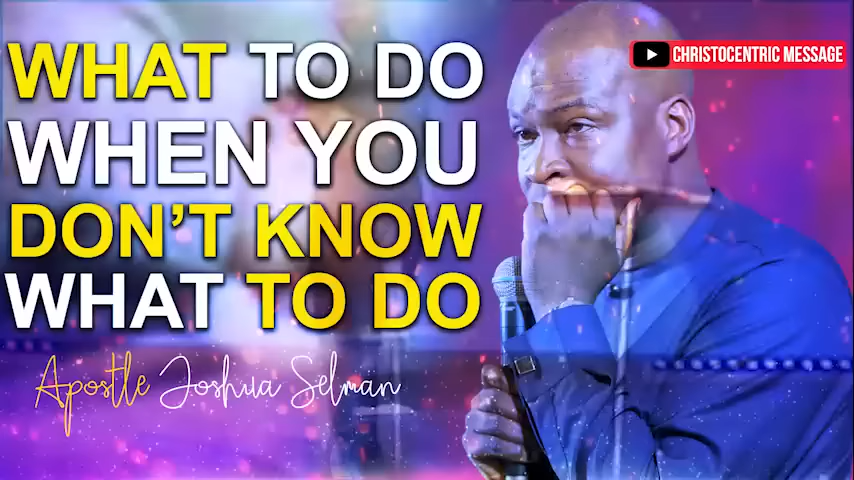 WHAT TO DO
WHEN YOU
DON'T KNOW
WHAT TO DO
Apostle Joshua Selman
CHRISTOCENTRIC MESSAGE